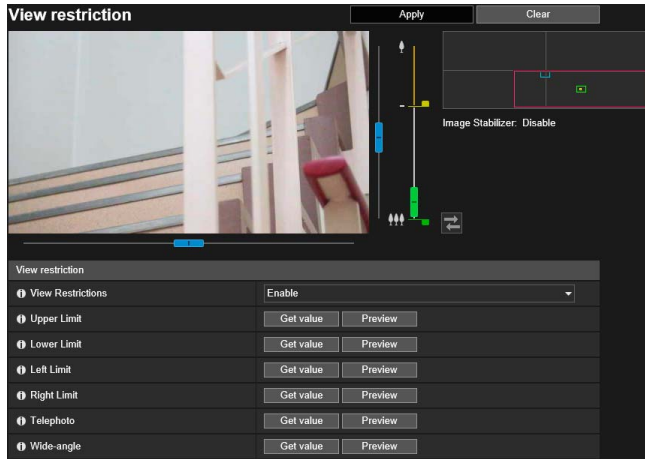 View restriction
Apply
Clear
Image Stabilizer: Disable
View restriction
View Restrictions
Enable
Upper Limit
Get value
Preview
Lower Limit
Get value
Preview
Left Limit
Get value
Preview
Right Limit
Get value
Preview
Telephoto
Get value
Preview
Wide-angle
Get value
Preview